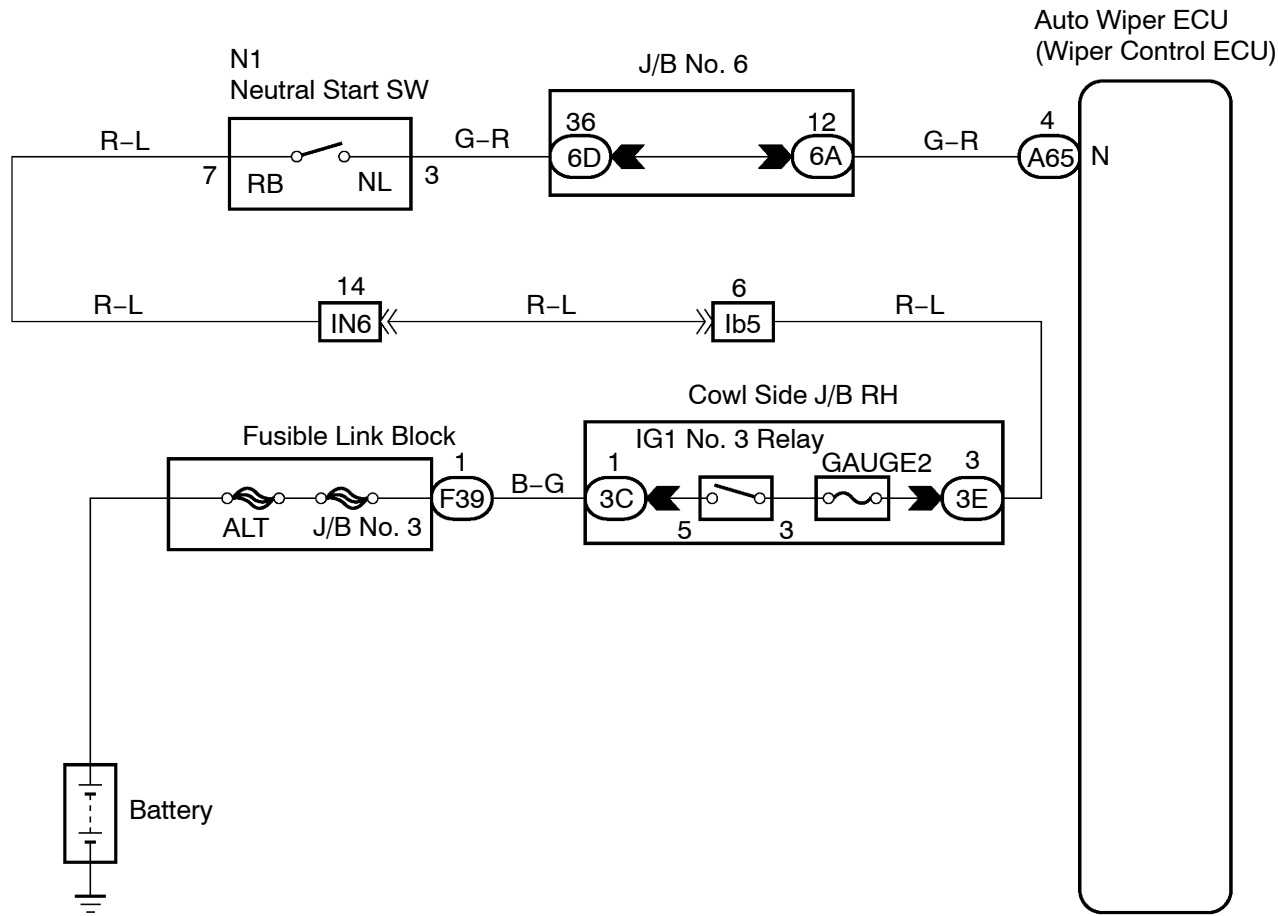 Auto Wiper ECU
(Wiper Control ECU)
N1
Neutral Start SW
J/B No. 6
R−L
7
RB
NL
3
G−R
36
6D
12
6A
G−R
4
A65
N
R−L
14
IN6
R−L
6
Ib5
R−L
Cowl Side J/B RH
Fusible Link Block
IG1 No. 3 Relay
ALT
J/B No. 3
1
F39
B−G
1
3C
5
3
GAUGE2
3
3E
Battery